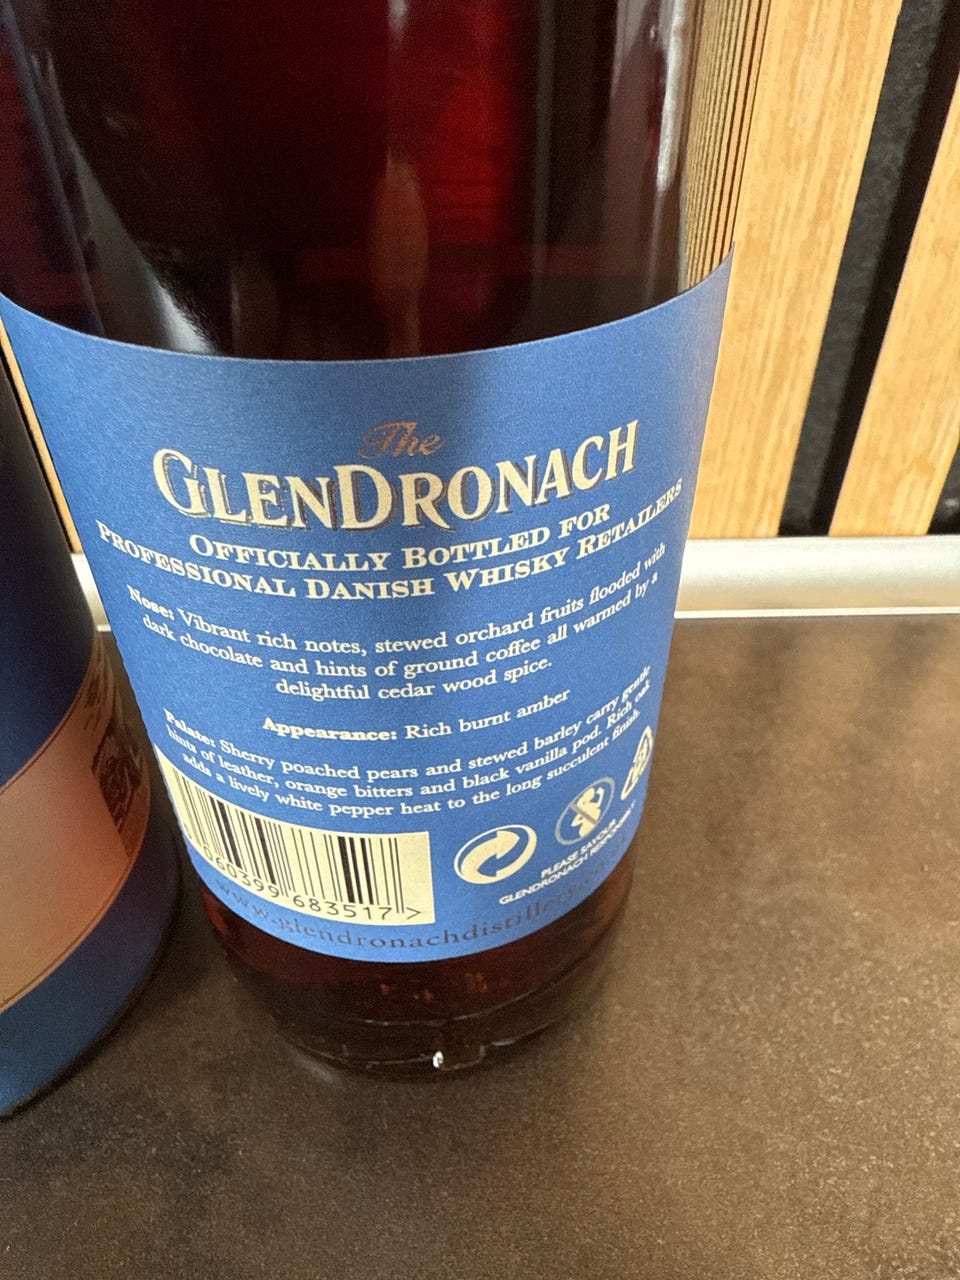 The
GLENDRONACH
OFFICIALLY BOTTLED FOR
PROFESSIONAL DANISH WHISKY RETAILERS
Nose: Vibrant rich notes, stewed orchard fruits flooded with
dark chocolate and hints of ground coffee all warmed by a
delightful cedar wood spice.
Appearance: Rich burnt amber
Palate: Sherry poached pears and stewed barley carry gentle
hints of leather, orange bitters and black vanilla pod. Rich oak
adds a lively white pepper heat to the long succulent finish.
060399 683517 >
PLEASE SAVOUR
GLENDRONACH RESPONSIBLY
www.glendronachdistillery